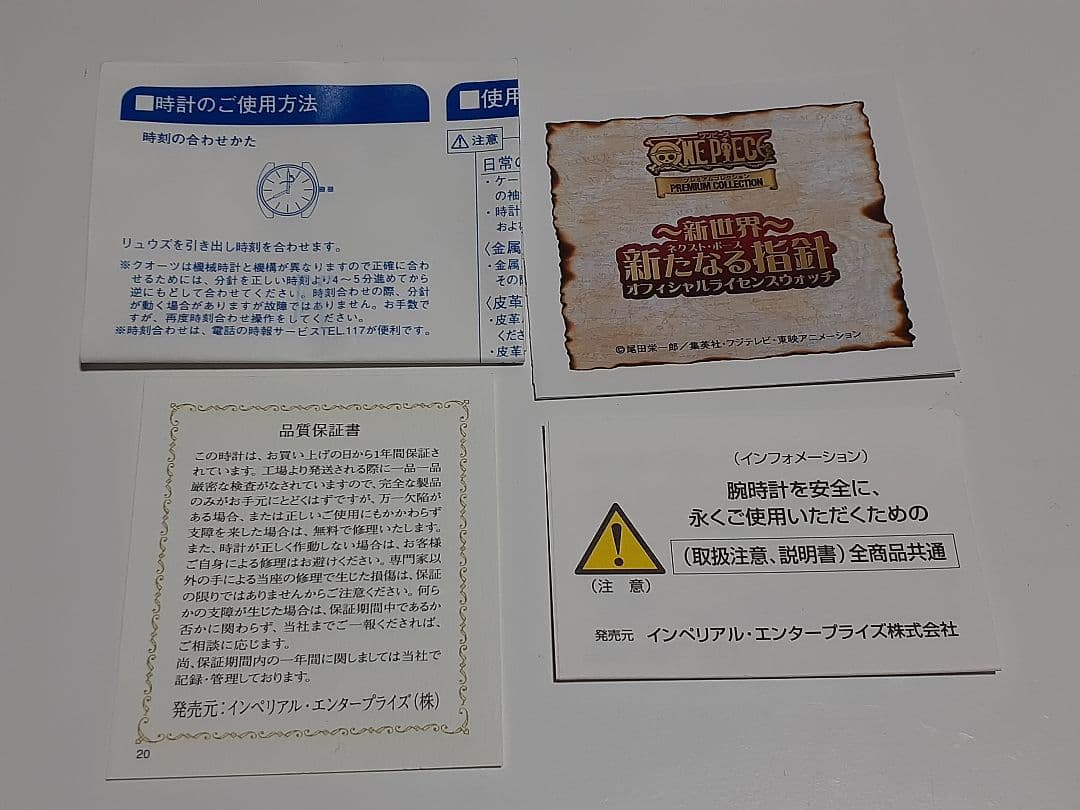 ■時計のご使用方法
時刻の合わせかた
リュウズを引き出し時刻を合わせます。
※クオーツは機械時計と機構が異なりますので正確に合わ
せるためには、分針を正しい時刻より4~5分進めてから
逆にもどして合わせてください。時刻合わせの際、分針
が動く場合がありますが故障ではありません。お手数で
すが、再度時刻合わせ操作をしてください。
※時刻合わせは、電話の時報サービスTEL.117が便利です。
■使用
注意
日常の
・ケー
の袖
・時計
およ
〈金属
・金属
その
〈皮革
・皮革
くださ
・皮革
ワンピース
ONE PIECE
プレミアムコレクション
PREMIUM COLLECTION
~新世界~
ネクスト・ポース
新たなる指針
オフィシャルライセンスウォッチ
©尾田栄一郎/集英社・フジテレビ・東映アニメーション
品質保証書
この時計は、お買い上げの日から1年間保証さ
れています。工場より発送される際に一品一品
厳密な検査がなされていますので、完全な製品
のみがお手元にとどくはずですが、万一欠陥が
ある場合、または正しいご使用にもかかわらず
支障を来した場合は、無料で修理いたします。
また、時計が正しく作動しない場合は、お客様
ご自身による修理はお避けください。専門家以
外の手による当座の修理で生じた損傷は、保証
の限りではありませんからご注意ください。何ら
かの支障が生じた場合は、保証期間中であるか
否かに関わらず、当社までご一報くだされば、
ご相談に応じます。
尚、保証期間内の一年間に関しましては当社で
記録・管理しております。
発売元:インペリアル・エンタープライズ(株)
20
(インフォメーション)
腕時計を安全に、
永くご使用いただくための
(取扱注意、説明書)全商品共通
(注 意)
発売元 インペリアル・エンタープライズ株式会社